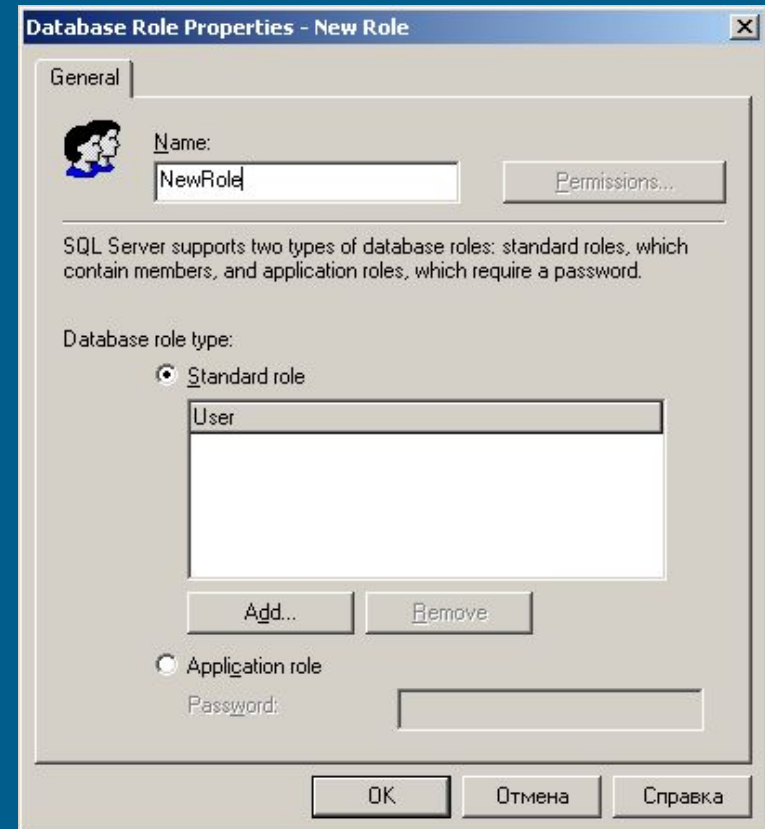 Database Role Properties - New Role
General
Name:
NewRole
Permissions...
SQL Server supports two types of database roles: standard roles, which
contain members, and application roles, which require a password.
Database role type:
Standard role
User
Add...
Remove
Application role
Password:
OK
Отмена
Справка